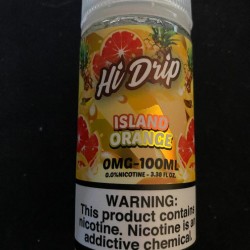 Hi Drip
ISLAND
ORANGE
0MG-100ML
0.0%NICOTINE - 3.38 FL OZ.
WARNING:
This product contains
nicotine. Nicotine is an
addictive chemical.